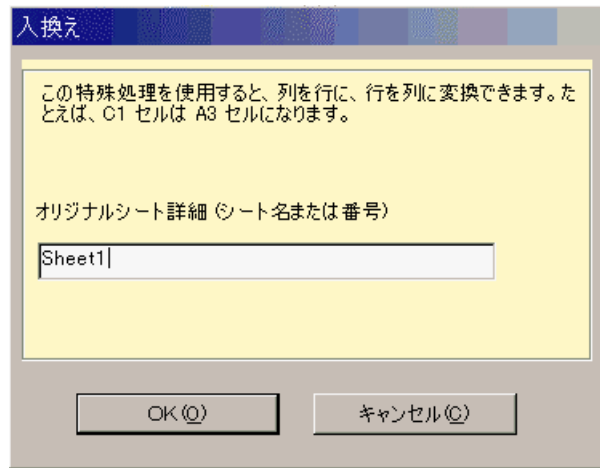 入換え
この特殊処理を使用すると、列を行に、行を列に変換できます。た
とえば、C1 セルは A3 セルになります。
オリジナルシート詳細 (シート名または番号)
Sheet1
OK(O) キャンセル(C)